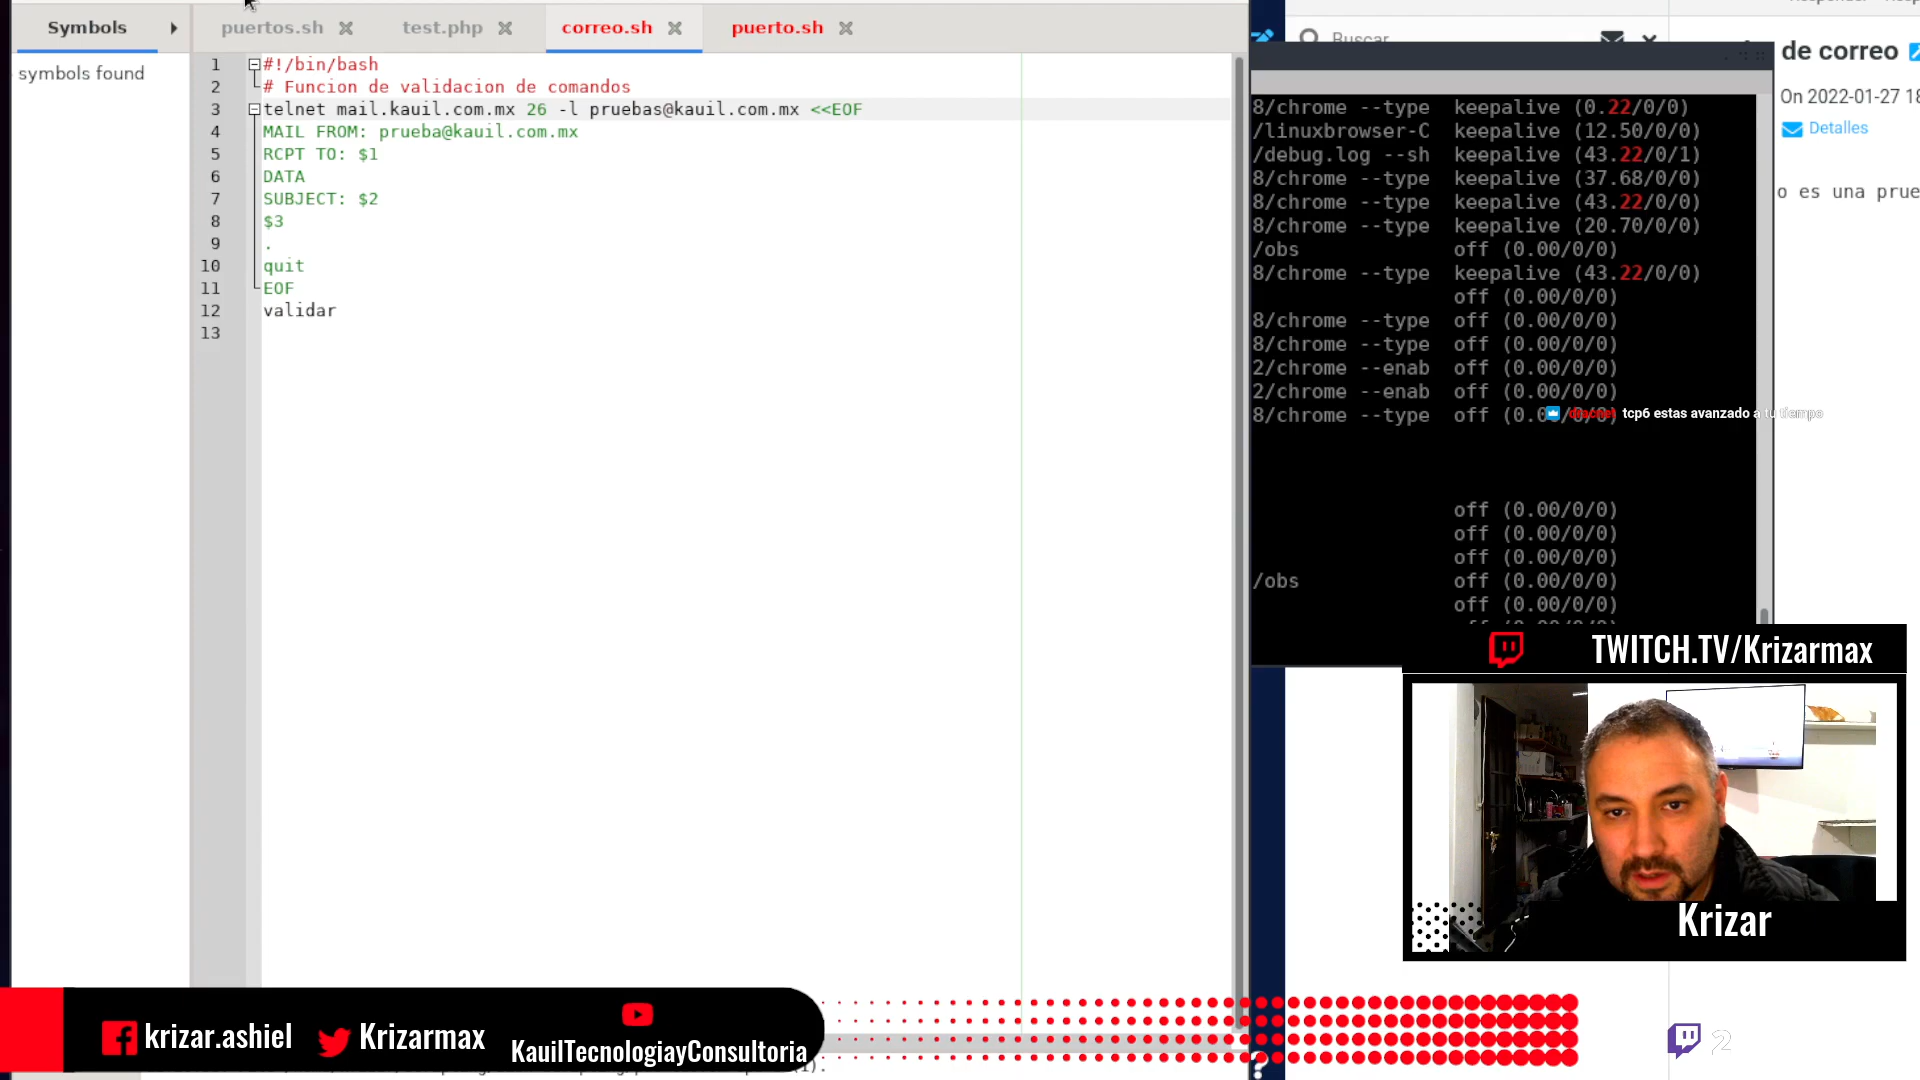 Symbols
puertos.sh
test.php
correo.sh
puerto.sh
symbols found
1 #!/bin/bash
2 # Funcion de validacion de comandos
3 telnet mail.kauil.com.mx 26 -l pruebas@kauil.com.mx <<EOF
4 MAIL FROM: prueba@kauil.com.mx
5 RCPT TO: $1
6 DATA
7 SUBJECT: $2
8 $3
9 .
10 quit
11 EOF
12 validar
13
Buscar
de correo
On 2022-01-27 18
Detalles
o es una prue
8/chrome --type keepalive (0.22/0/0)
/linuxbrowser-C keepalive (12.50/0/0)
/debug.log --sh keepalive (43.22/0/1)
8/chrome --type keepalive (37.68/0/0)
8/chrome --type keepalive (43.22/0/0)
8/chrome --type keepalive (20.70/0/0)
/obs off (0.00/0/0)
8/chrome --type keepalive (43.22/0/0)
off (0.00/0/0)
8/chrome --type off (0.00/0/0)
8/chrome --type off (0.00/0/0)
2/chrome --enab off (0.00/0/0)
2/chrome --enab off (0.00/0/0)
8/chrome --type off (0.00/0/0)
tcp6 estas avanzado a tu tiempo
off (0.00/0/0)
off (0.00/0/0)
off (0.00/0/0)
/obs off (0.00/0/0)
off (0.00/0/0)
TWITCH.TV/Krizarmax
Krizar
krizar.ashiel
Krizarmax
KauilTecnologiayConsultoria
2